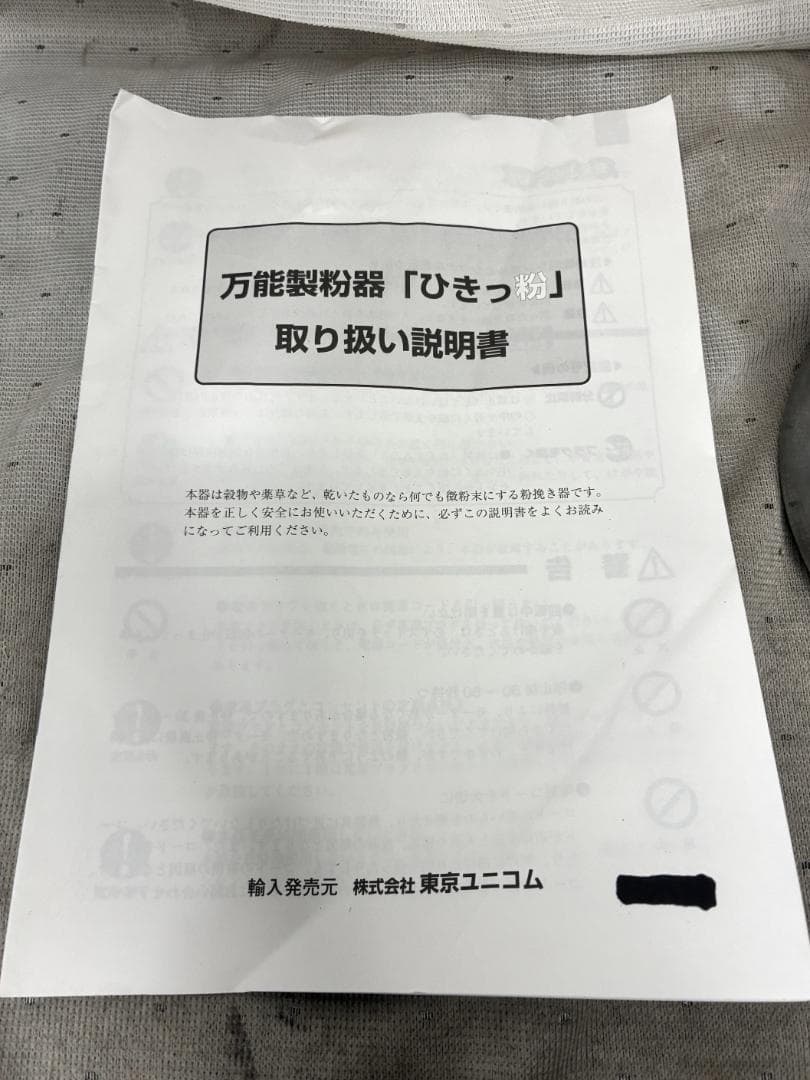 万能製粉器「ひきっ粉」
取り扱い説明書
本器は穀物や薬草など、乾いたものなら何でも微粉末にする粉挽き器です。
本器を正しく安全にお使いいただくために、必ずこの説明書をよくお読み
になってご利用ください。
輸入発売元 株式会社 東京ユニコム